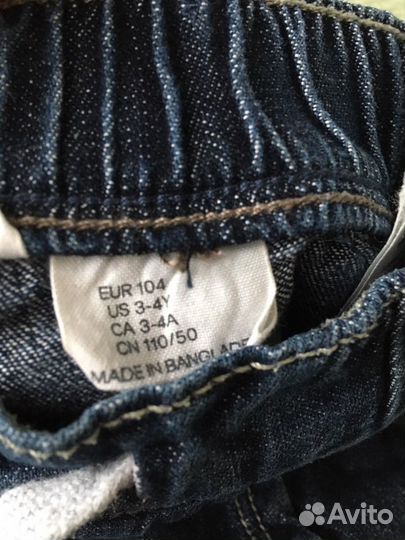 EUR 104
US 3-4Y
CA 3-4A
CN 110/50
MADE IN BANGLADE
Avito